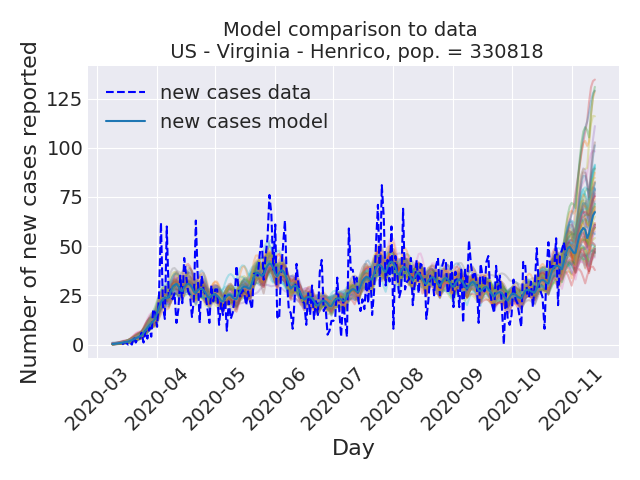 Model comparison to data
US - Virginia - Henrico, pop. = 330818
Number of new cases reported
125
100
75
50
25
0
new cases data
new cases model
2020-03
2020-04
2020-05
2020-06
2020-07
2020-08
2020-09
2020-10
2020-11
Day